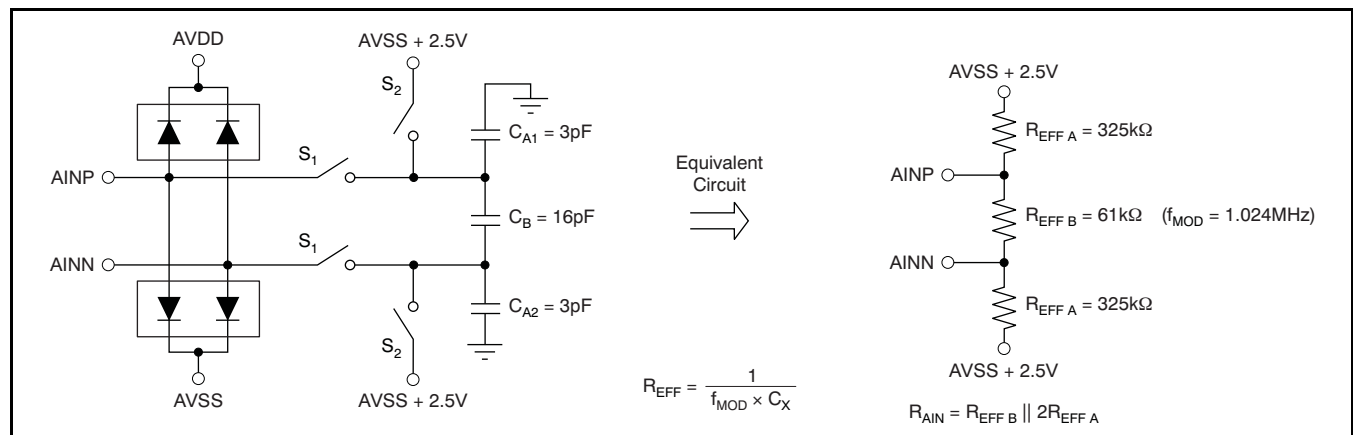 AVDD
AVSS + 2.5V
S2
CA1 = 3pF
S1
AINP
CB = 16pF
S1
AINN
CA2 = 3pF
S2
AVSS
AVSS + 2.5V
Equivalent
Circuit
REFF = 1 / fMOD × CX
AVSS + 2.5V
REFF A = 325kΩ
AINP
REFF B = 61kΩ (fMOD = 1.024MHz)
AINN
REFF A = 325kΩ
AVSS + 2.5V
RAIN = REFF B || 2REFF A